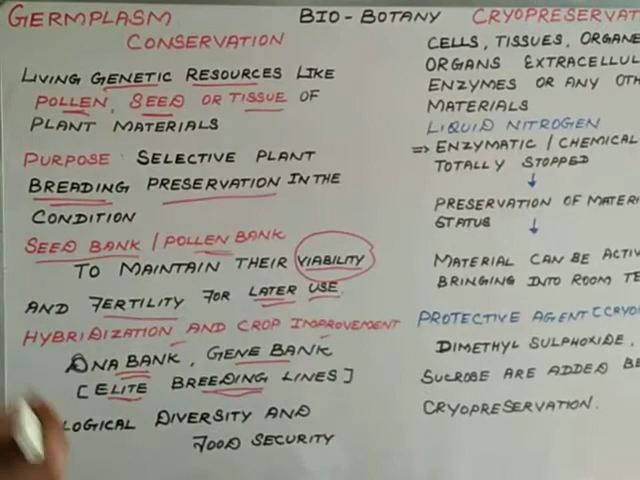 GERMPLASM
CONSERVATION
LIVING GENETIC RESOURCES LIKE
POLLEN, SEED OR TISSUE OF
PLANT MATERIALS
PURPOSE: SELECTIVE PLANT
BREADING PRESERVATION IN THE
CONDITION
SEED BANK / POLLEN BANK
TO MAINTAIN THEIR VIABILITY
AND FERTILITY FOR LATER USE.
HYBRIDIZATION AND CROP IMPROVEMENT
DNA BANK, GENE BANK
[ELITE BREEDING LINES]
LOGICAL DIVERSITY AND
FOOD SECURITY
BIO-BOTANY
CRYOPRESERVAT
CELLS, TISSUES, ORGANE
ORGANS EXTRACELLUL
ENZYMES OR ANY OTH
MATERIALS
LIQUID NITROGEN
⇒ ENZYMATIC / CHEMICAL
TOTALLY STOPPED
↓
PRESERVATION OF MATERI
STATUS
↓
MATERIAL CAN BE ACTIV
BRINGING INTO ROOM TE
PROTECTIVE AGENT (CRYO
DIMETHYL SULPHOXIDE,
SUCROSE ARE ADDED BE
CRYOPRESERVATION.